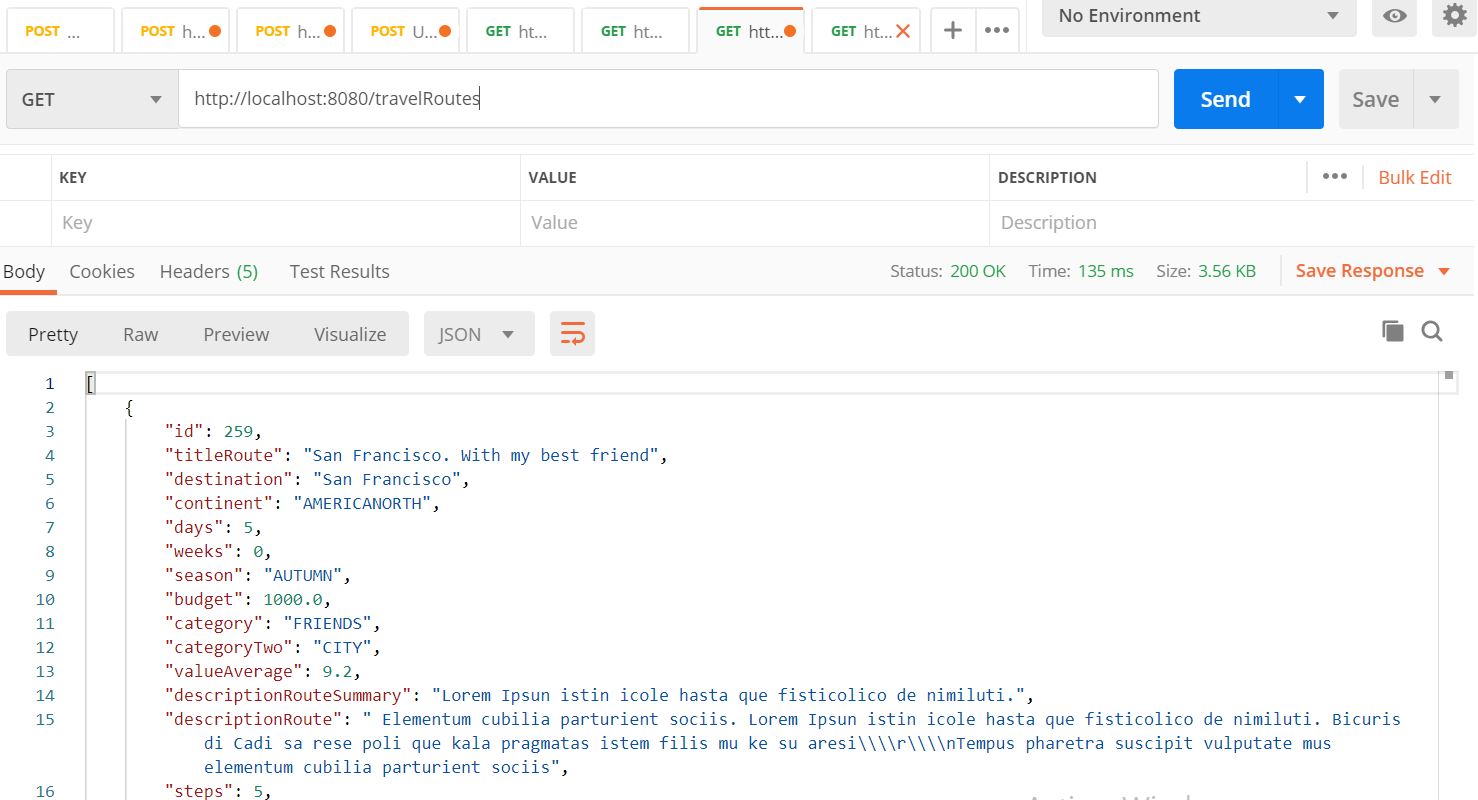 POST ... POST h... POST h... POST U... GET ht... GET ht... GET htt... GET ht... No Environment
GET http://localhost:8080/travelRoutes Send Save
KEY VALUE DESCRIPTION Bulk Edit
Key Value Description
Body Cookies Headers (5) Test Results Status: 200 OK Time: 135 ms Size: 3.56 KB Save Response
Pretty Raw Preview Visualize JSON
1 [
2 {
3 "id": 259,
4 "titleRoute": "San Francisco. With my best friend",
5 "destination": "San Francisco",
6 "continent": "AMERICANORTH",
7 "days": 5,
8 "weeks": 0,
9 "season": "AUTUMN",
10 "budget": 1000.0,
11 "category": "FRIENDS",
12 "categoryTwo": "CITY",
13 "valueAverage": 9.2,
14 "descriptionRouteSummary": "Lorem Ipsun istin icole hasta que fisticolico de nimiluti.",
15 "descriptionRoute": " Elementum cubilia parturient sociis. Lorem Ipsun istin icole hasta que fisticolico de nimiluti. Bicuris
di Cadi sa rese poli que kala pragmatas istem filis mu ke su aresi\\\\r\\\\nTempus pharetra suscipit vulputate mus
elementum cubilia parturient sociis",
16 "steps": 5,